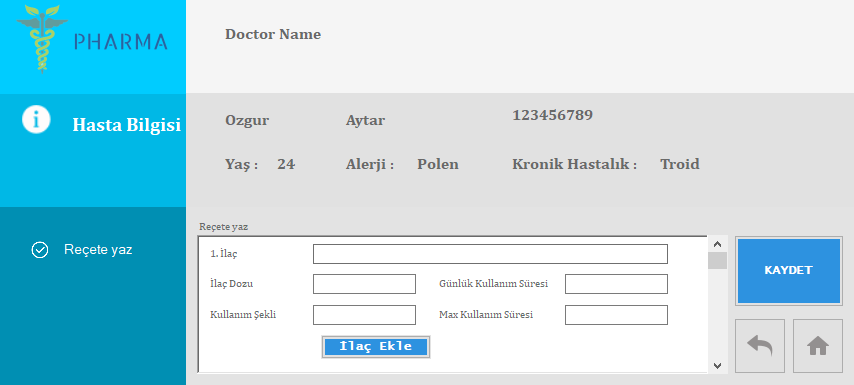 PHARMA
Doctor Name
Hasta Bilgisi
Ozgur Aytar 123456789
Yaş : 24 Alerji : Polen Kronik Hastalık : Troid
Reçete yaz
Reçete yaz
1. İlaç
İlaç Dozu Günlük Kullanım Süresi
Kullanım Şekli Max Kullanım Süresi
İlaç Ekle
KAYDET